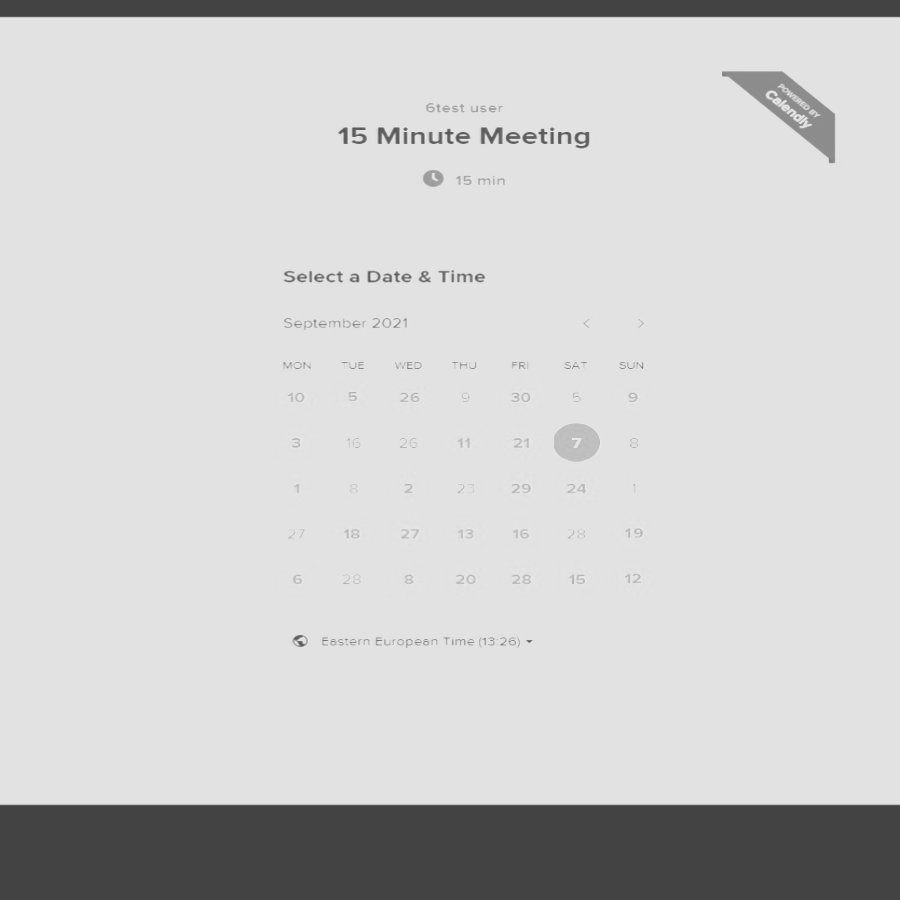 POWERED BY
Calendly
6test user
15 Minute Meeting
15 min
Select a Date & Time
September 2021
MON TUE WED THU FRI SAT SUN
10 5 26 9 30 5 9
3 16 26 11 21 7 8
1 8 2 23 29 24 1
27 18 27 13 16 28 19
6 28 8 20 28 15 12
Eastern European Time (13:26)